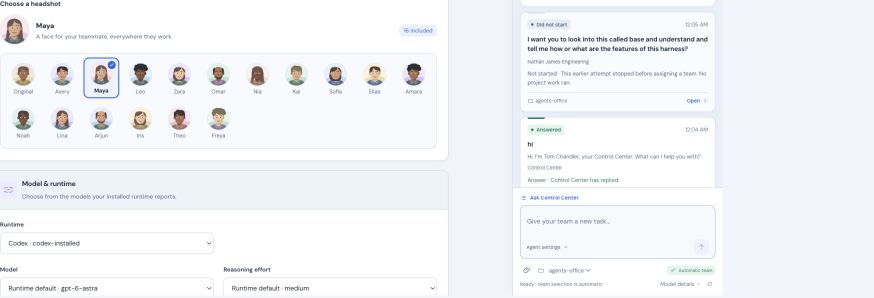 Choose a headshot
Maya
A face for your teammate, everywhere they work.
16 included
Original
Avery
Maya
Leo
Zara
Omar
Nia
Kai
Sofia
Elias
Amara
Noah
Lina
Arjun
Iris
Theo
Freya
Model & runtime
Choose from the models your installed runtime reports.
Runtime
Codex · codex-installed
Model
Reasoning effort
Runtime default · gpt-6-astra
Runtime default · medium
Did not start
12:05 AM
I want you to look into this called base and understand and
tell me how or what are the features of this harness?
Nathan James Engineering
Not started · This earlier attempt stopped before assigning a team. No
project work ran.
agents-office
Open
Answered
12:04 AM
hi
Hi, I'm Tom Chandler, your Control Center. What can I help you with?
Control Center
Answer · Control Center has replied.
Ask Control Center
Give your team a new task...
Agent settings
agents-office
Automatic team
Ready · team selection is automatic
Model details